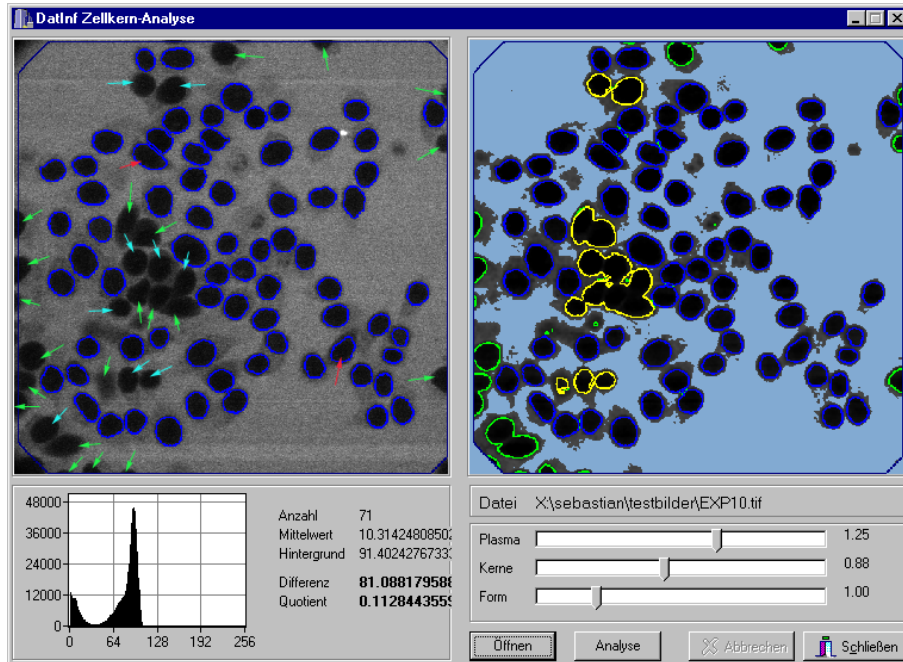 DatInf Zellkern-Analyse
48000
36000
24000
12000
0
0 64 128 192 256
Anzahl 71
Mittelwert 10.31424808502
Hintergrund 91.40242767333
Differenz 81.088179588
Quotient 0.1128443559
Datei X:\sebastian\testbilder\EXP10.tif
Plasma 1.25
Kerne 0.88
Form 1.00
Öffnen Analyse Abbrechen Schließen